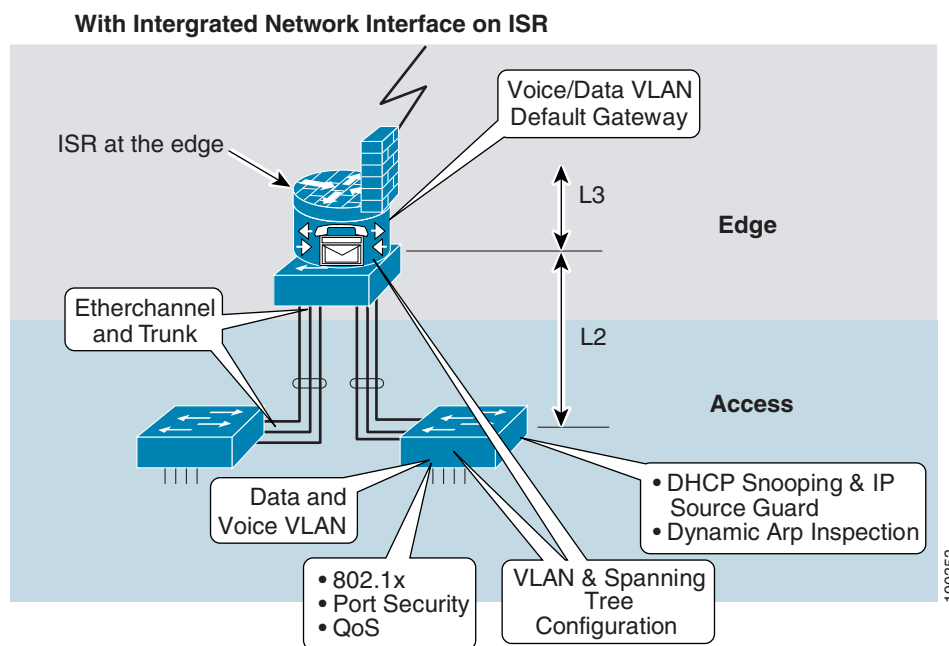 With Intergrated Network Interface on ISR
Voice/Data VLAN
Default Gateway
ISR at the edge
L3
Edge
Etherchannel
and Trunk
L2
Access
Data and
Voice VLAN
• DHCP Snooping & IP
Source Guard
• Dynamic Arp Inspection
• 802.1x
• Port Security
• QoS
VLAN & Spanning
Tree
Configuration